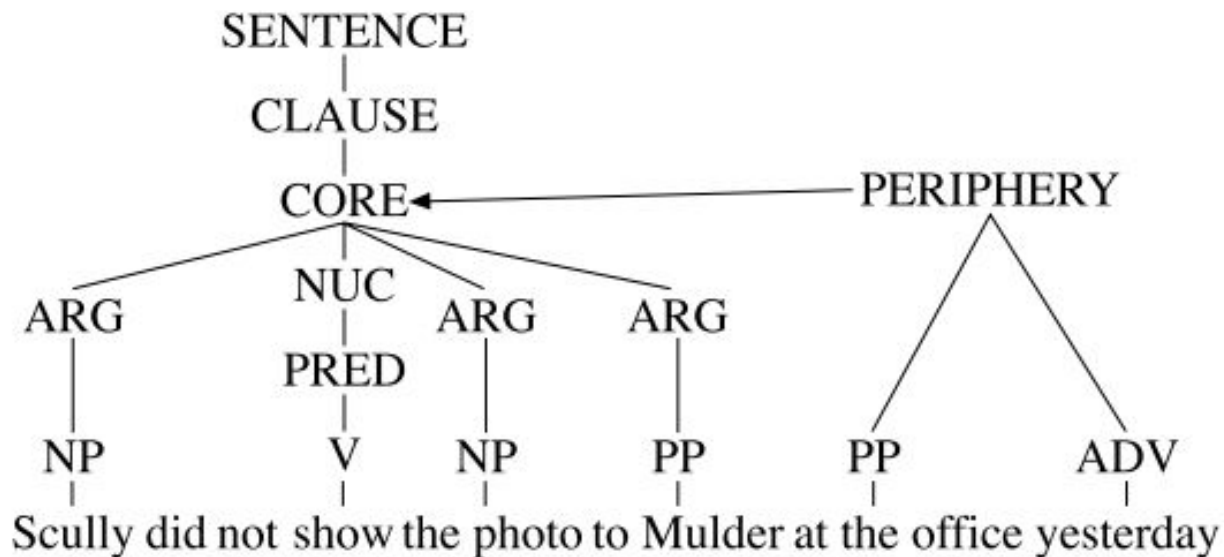 SENTENCE
CLAUSE
CORE PERIPHERY
ARG NUC ARG ARG
PRED
NP V NP PP PP ADV
Scully did not show the photo to Mulder at the office yesterday